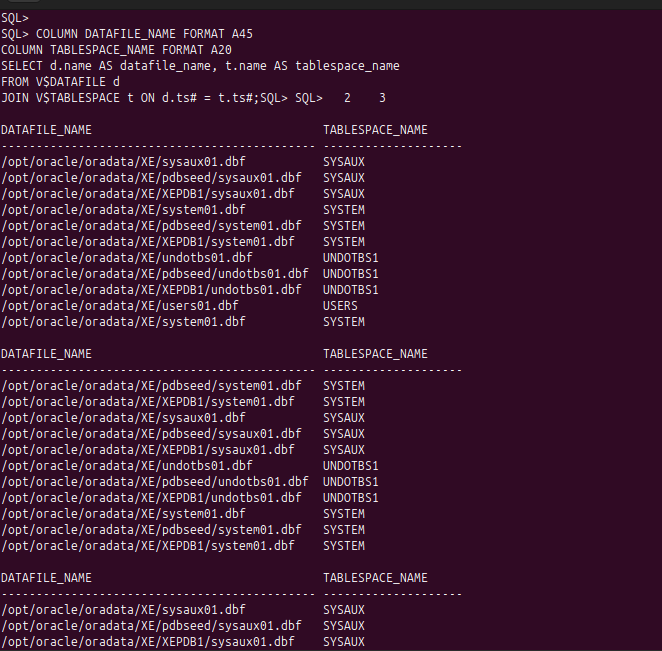 SQL>
SQL> COLUMN DATAFILE_NAME FORMAT A45
COLUMN TABLESPACE_NAME FORMAT A20
SELECT d.name AS datafile_name, t.name AS tablespace_name
FROM V$DATAFILE d
JOIN V$TABLESPACE t ON d.ts# = t.ts#;SQL> SQL>   2    3

DATAFILE_NAME                                 TABLESPACE_NAME
--------------------------------------------- --------------------
/opt/oracle/oradata/XE/sysaux01.dbf           SYSAUX
/opt/oracle/oradata/XE/pdbseed/sysaux01.dbf   SYSAUX
/opt/oracle/oradata/XE/XEPDB1/sysaux01.dbf    SYSAUX
/opt/oracle/oradata/XE/system01.dbf           SYSTEM
/opt/oracle/oradata/XE/pdbseed/system01.dbf   SYSTEM
/opt/oracle/oradata/XE/XEPDB1/system01.dbf    SYSTEM
/opt/oracle/oradata/XE/undotbs01.dbf          UNDOTBS1
/opt/oracle/oradata/XE/pdbseed/undotbs01.dbf  UNDOTBS1
/opt/oracle/oradata/XE/XEPDB1/undotbs01.dbf   UNDOTBS1
/opt/oracle/oradata/XE/users01.dbf            USERS
/opt/oracle/oradata/XE/system01.dbf           SYSTEM

DATAFILE_NAME                                 TABLESPACE_NAME
--------------------------------------------- --------------------
/opt/oracle/oradata/XE/pdbseed/system01.dbf   SYSTEM
/opt/oracle/oradata/XE/XEPDB1/system01.dbf    SYSTEM
/opt/oracle/oradata/XE/sysaux01.dbf           SYSAUX
/opt/oracle/oradata/XE/pdbseed/sysaux01.dbf   SYSAUX
/opt/oracle/oradata/XE/XEPDB1/sysaux01.dbf    SYSAUX
/opt/oracle/oradata/XE/undotbs01.dbf          UNDOTBS1
/opt/oracle/oradata/XE/pdbseed/undotbs01.dbf  UNDOTBS1
/opt/oracle/oradata/XE/XEPDB1/undotbs01.dbf   UNDOTBS1
/opt/oracle/oradata/XE/system01.dbf           SYSTEM
/opt/oracle/oradata/XE/pdbseed/system01.dbf   SYSTEM
/opt/oracle/oradata/XE/XEPDB1/system01.dbf    SYSTEM

DATAFILE_NAME                                 TABLESPACE_NAME
--------------------------------------------- --------------------
/opt/oracle/oradata/XE/sysaux01.dbf           SYSAUX
/opt/oracle/oradata/XE/pdbseed/sysaux01.dbf   SYSAUX
/opt/oracle/oradata/XE/XEPDB1/sysaux01.dbf    SYSAUX